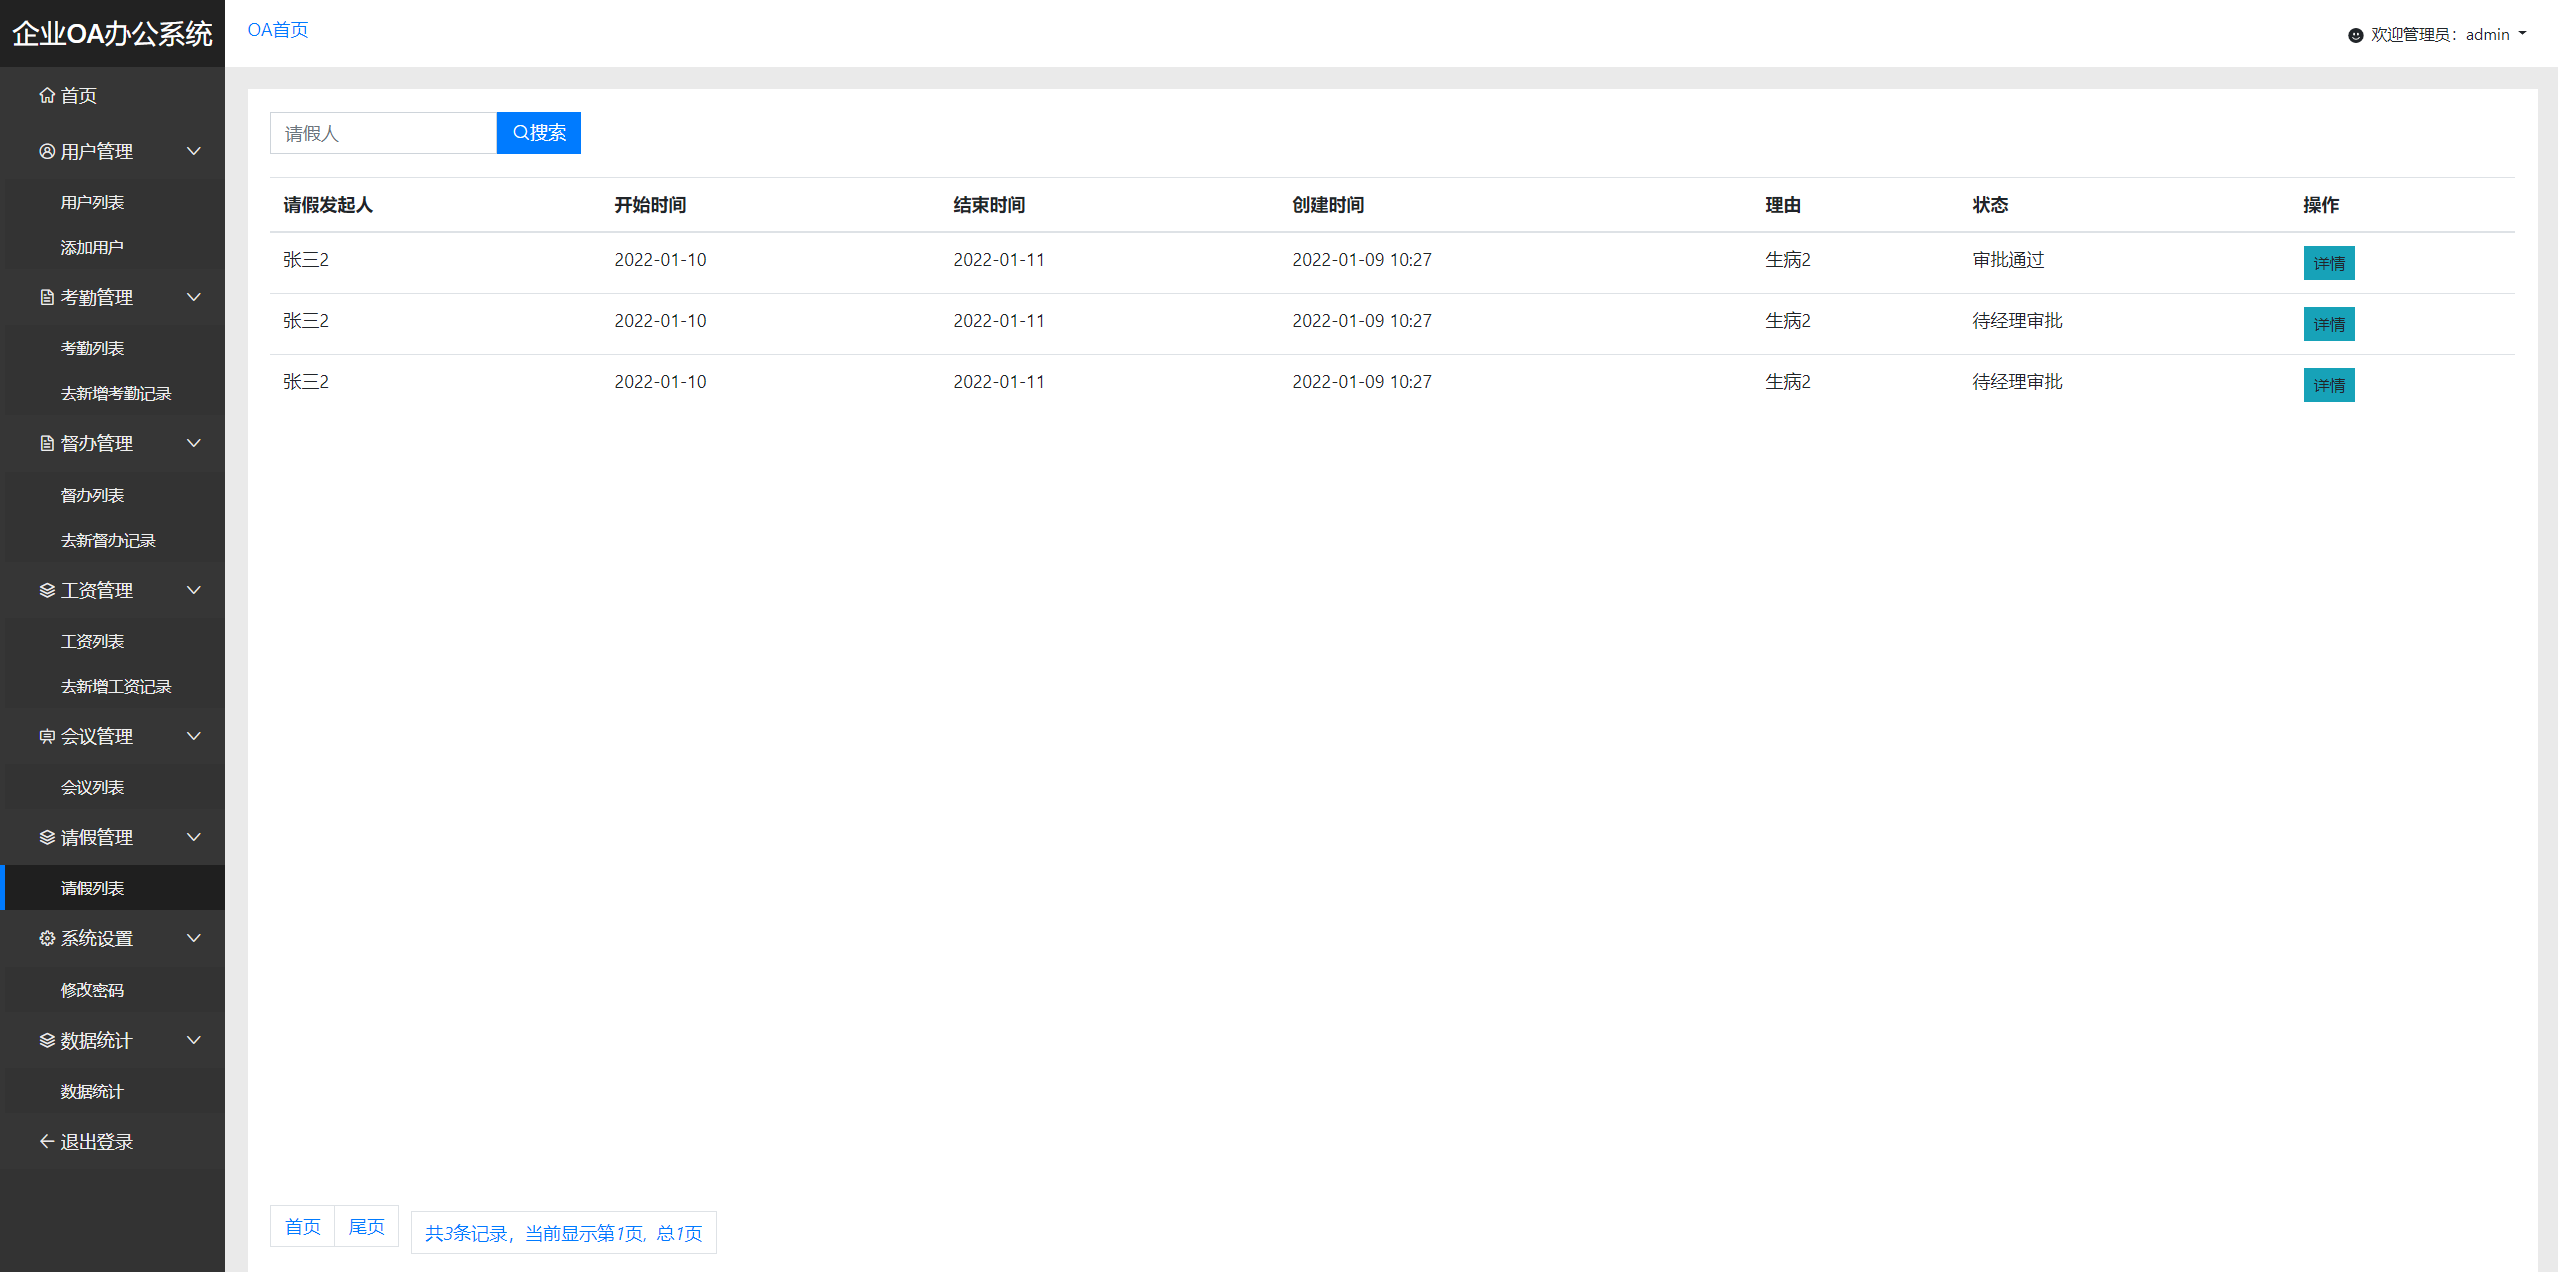 企业OA办公系统
首页
用户管理
用户列表
添加用户
考勤管理
考勤列表
去新增考勤记录
督办管理
督办列表
去新督办记录
工资管理
工资列表
去新增工资记录
会议管理
会议列表
请假管理
请假列表
系统设置
修改密码
数据统计
数据统计
退出登录
OA首页
欢迎管理员：admin
请假人 搜索
请假发起人 开始时间 结束时间 创建时间 理由 状态 操作
张三2 2022-01-10 2022-01-11 2022-01-09 10:27 生病2 审批通过 详情
张三2 2022-01-10 2022-01-11 2022-01-09 10:27 生病2 待经理审批 详情
张三2 2022-01-10 2022-01-11 2022-01-09 10:27 生病2 待经理审批 详情
首页 尾页 共3条记录，当前显示第1页, 总1页